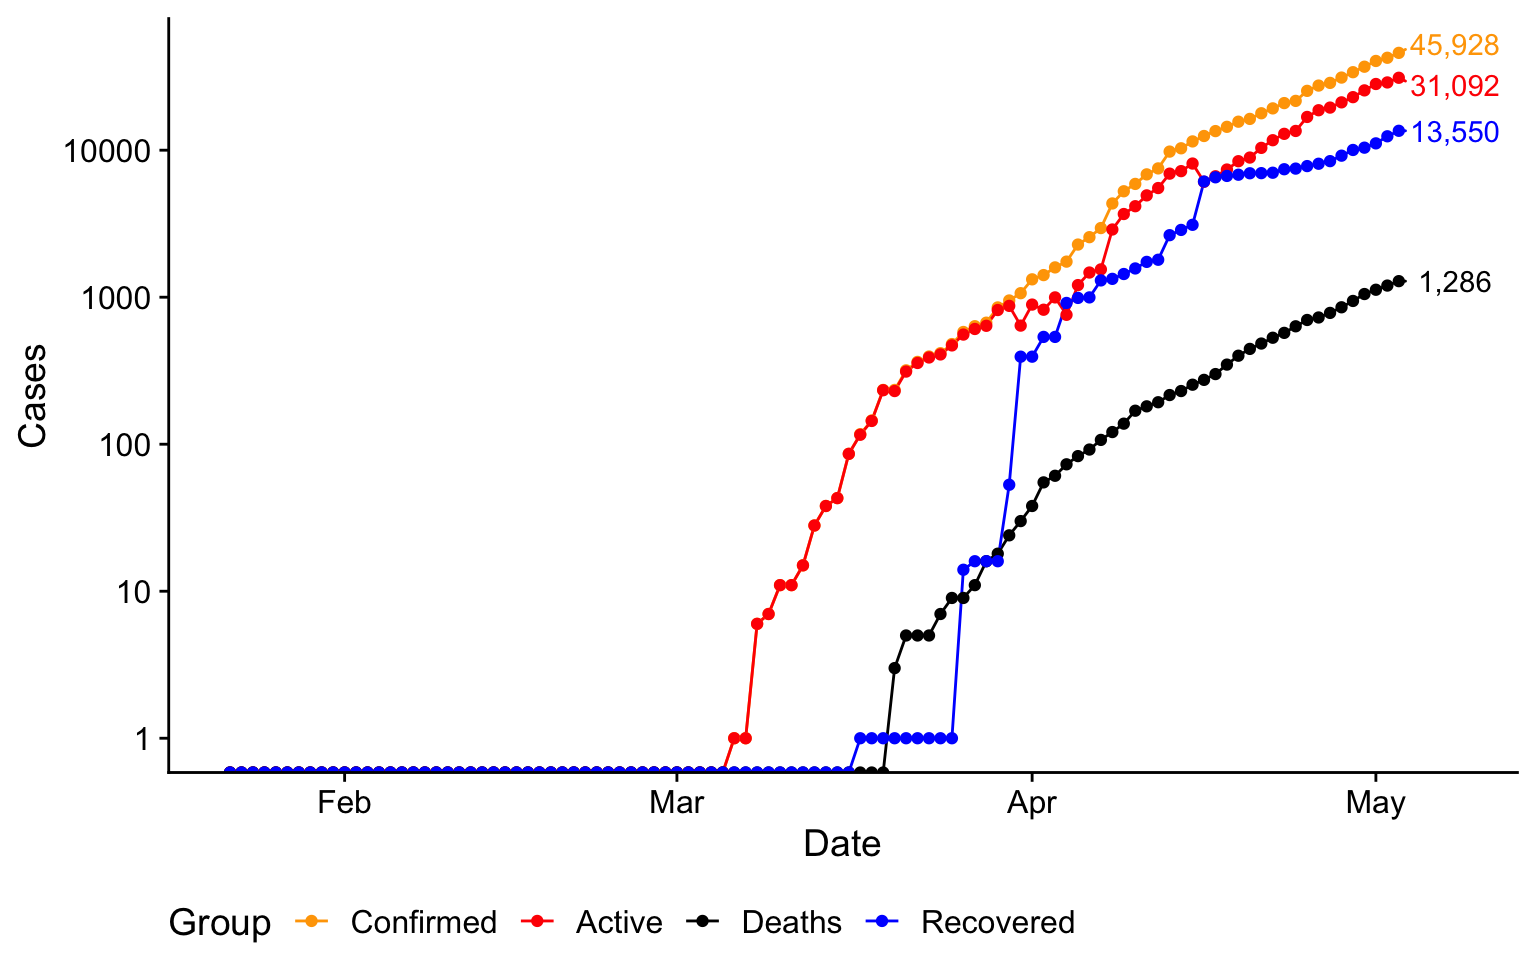 45,928
31,092
13,550
1,286
10000
1000
100
10
1
Cases
Feb Mar Apr May
Date
Group Confirmed Active Deaths Recovered